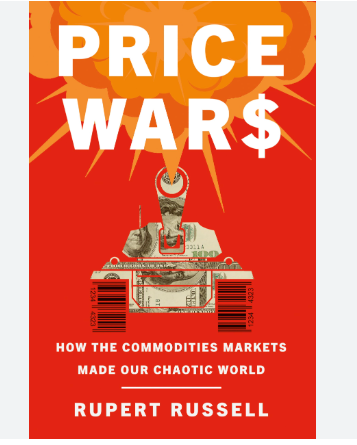 PRICE
WAR$
HOW THE COMMODITIES MARKETS
MADE OUR CHAOTIC WORLD
RUPERT RUSSELL